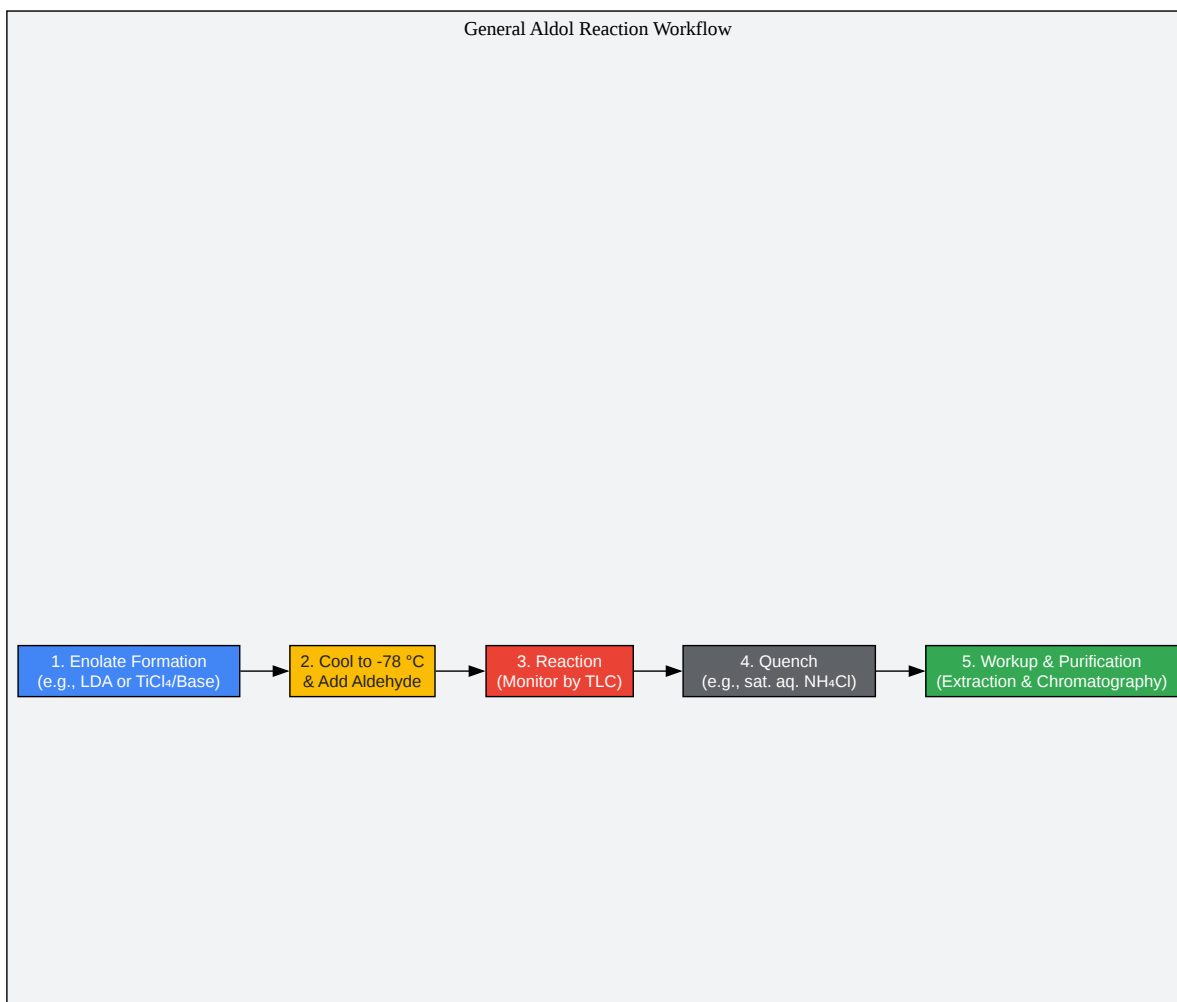 General Aldol Reaction Workflow
1. Enolate Formation
(e.g., LDA or TiCl₄/Base)
2. Cool to -78 °C
& Add Aldehyde
3. Reaction
(Monitor by TLC)
4. Quench
(e.g., sat. aq. NH₄Cl)
5. Workup & Purification
(Extraction & Chromatography)